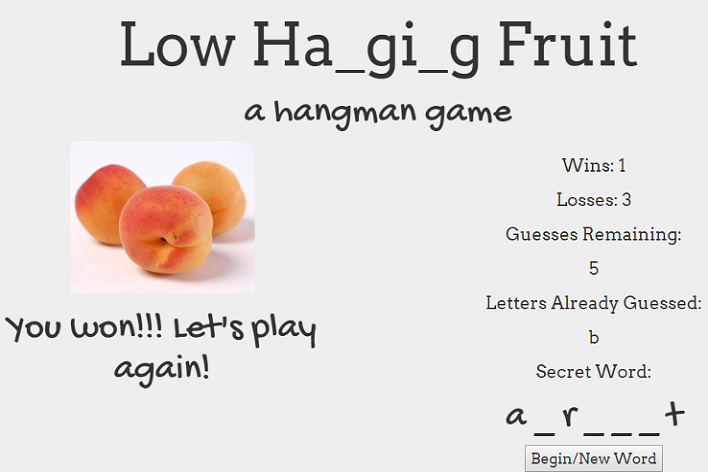 Low Ha_gi_g Fruit
a hangman game
You won!!! Let's play
again!
Wins: 1
Losses: 3
Guesses Remaining:
5
Letters Already Guessed:
b
Secret Word:
a _ r _ _ _ t
Begin/New Word